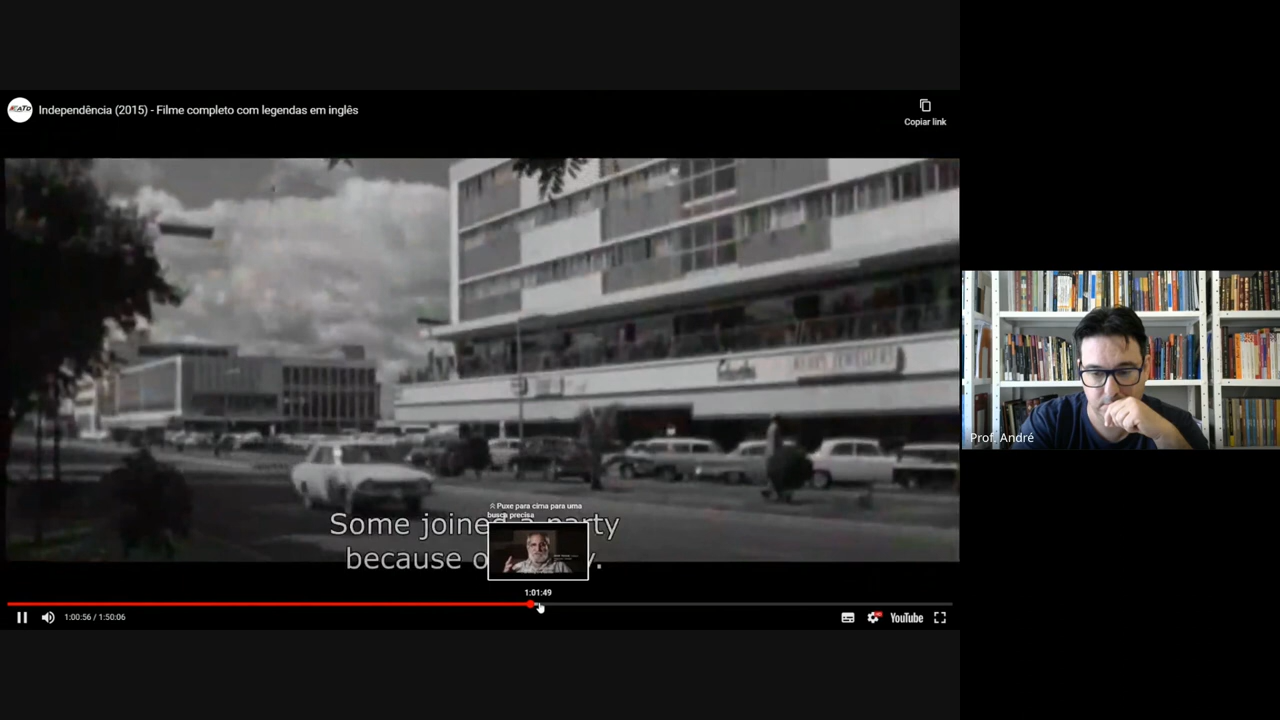 Independência (2015) - Filme completo com legendas em inglês
Copiar link
Puxe para cima para uma
busca precisa
Some joined a party
because o
1:01:49
1:00:56 / 1:50:06
YouTube
Prof. André